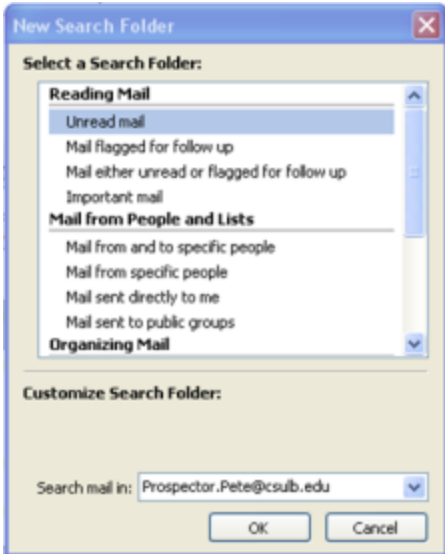 New Search Folder
Select a Search Folder:
Reading Mail
Unread mail
Mail flagged for follow up
Mail either unread or flagged for follow up
Important mail
Mail from People and Lists
Mail from and to specific people
Mail from specific people
Mail sent directly to me
Mail sent to public groups
Organizing Mail
Customize Search Folder:
Search mail in: Prospector.Pete@csulb.edu
OK Cancel